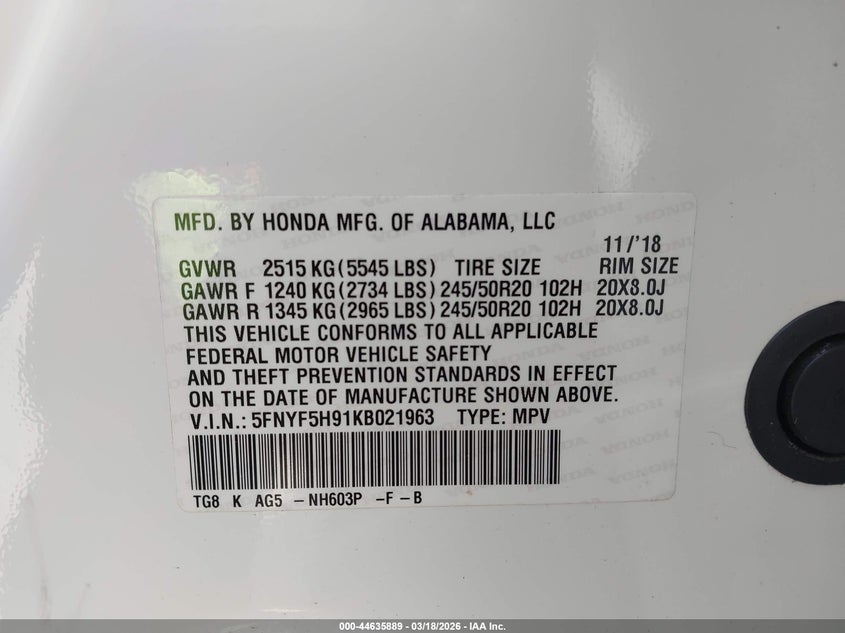 MFD. BY HONDA MFG. OF ALABAMA, LLC
11/'18
GVWR 2515 KG(5545 LBS) TIRE SIZE RIM SIZE
GAWR F 1240 KG(2734 LBS) 245/50R20 102H 20X8.0J
GAWR R 1345 KG(2965 LBS) 245/50R20 102H 20X8.0J
THIS VEHICLE CONFORMS TO ALL APPLICABLE
FEDERAL MOTOR VEHICLE SAFETY
AND THEFT PREVENTION STANDARDS IN EFFECT
ON THE DATE OF MANUFACTURE SHOWN ABOVE.
V.I.N.: 5FNYF5H91KB021963 TYPE: MPV
TG8 K AG5 -NH603P -F-B
000-44635889 - 03/18/2026 - IAA Inc.